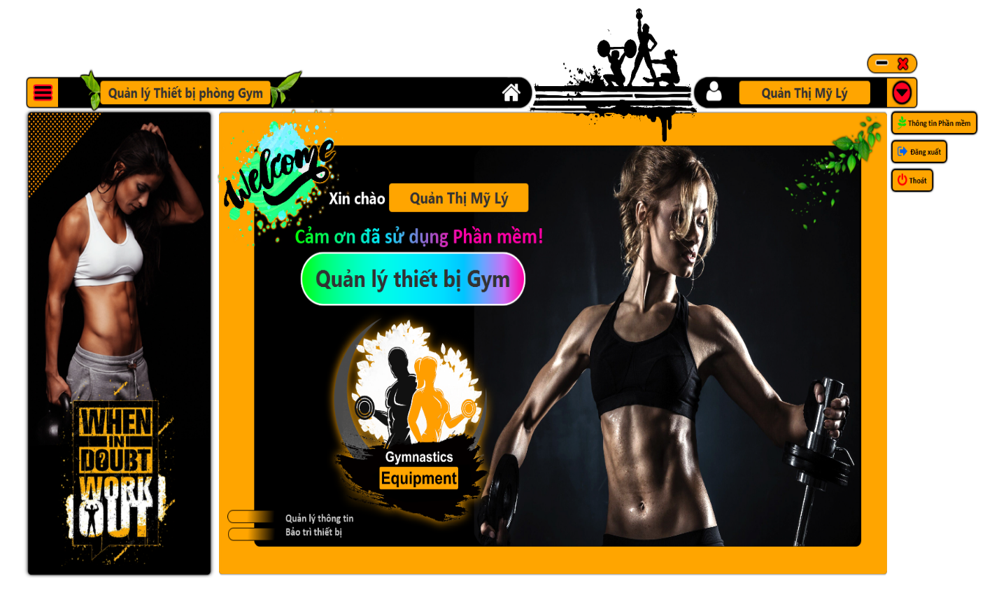 Quản lý Thiết bị phòng Gym
Quản Thị Mỹ Lý
Thông tin Phần mềm
Đăng xuất
Thoát
Welcome
Xin chào Quản Thị Mỹ Lý
Cảm ơn đã sử dụng Phần mềm!
Quản lý thiết bị Gym
Gymnastics
Equipment
Quản lý thông tin
Bảo trì thiết bị
WHEN
IN
DOUBT
WORK
OUT